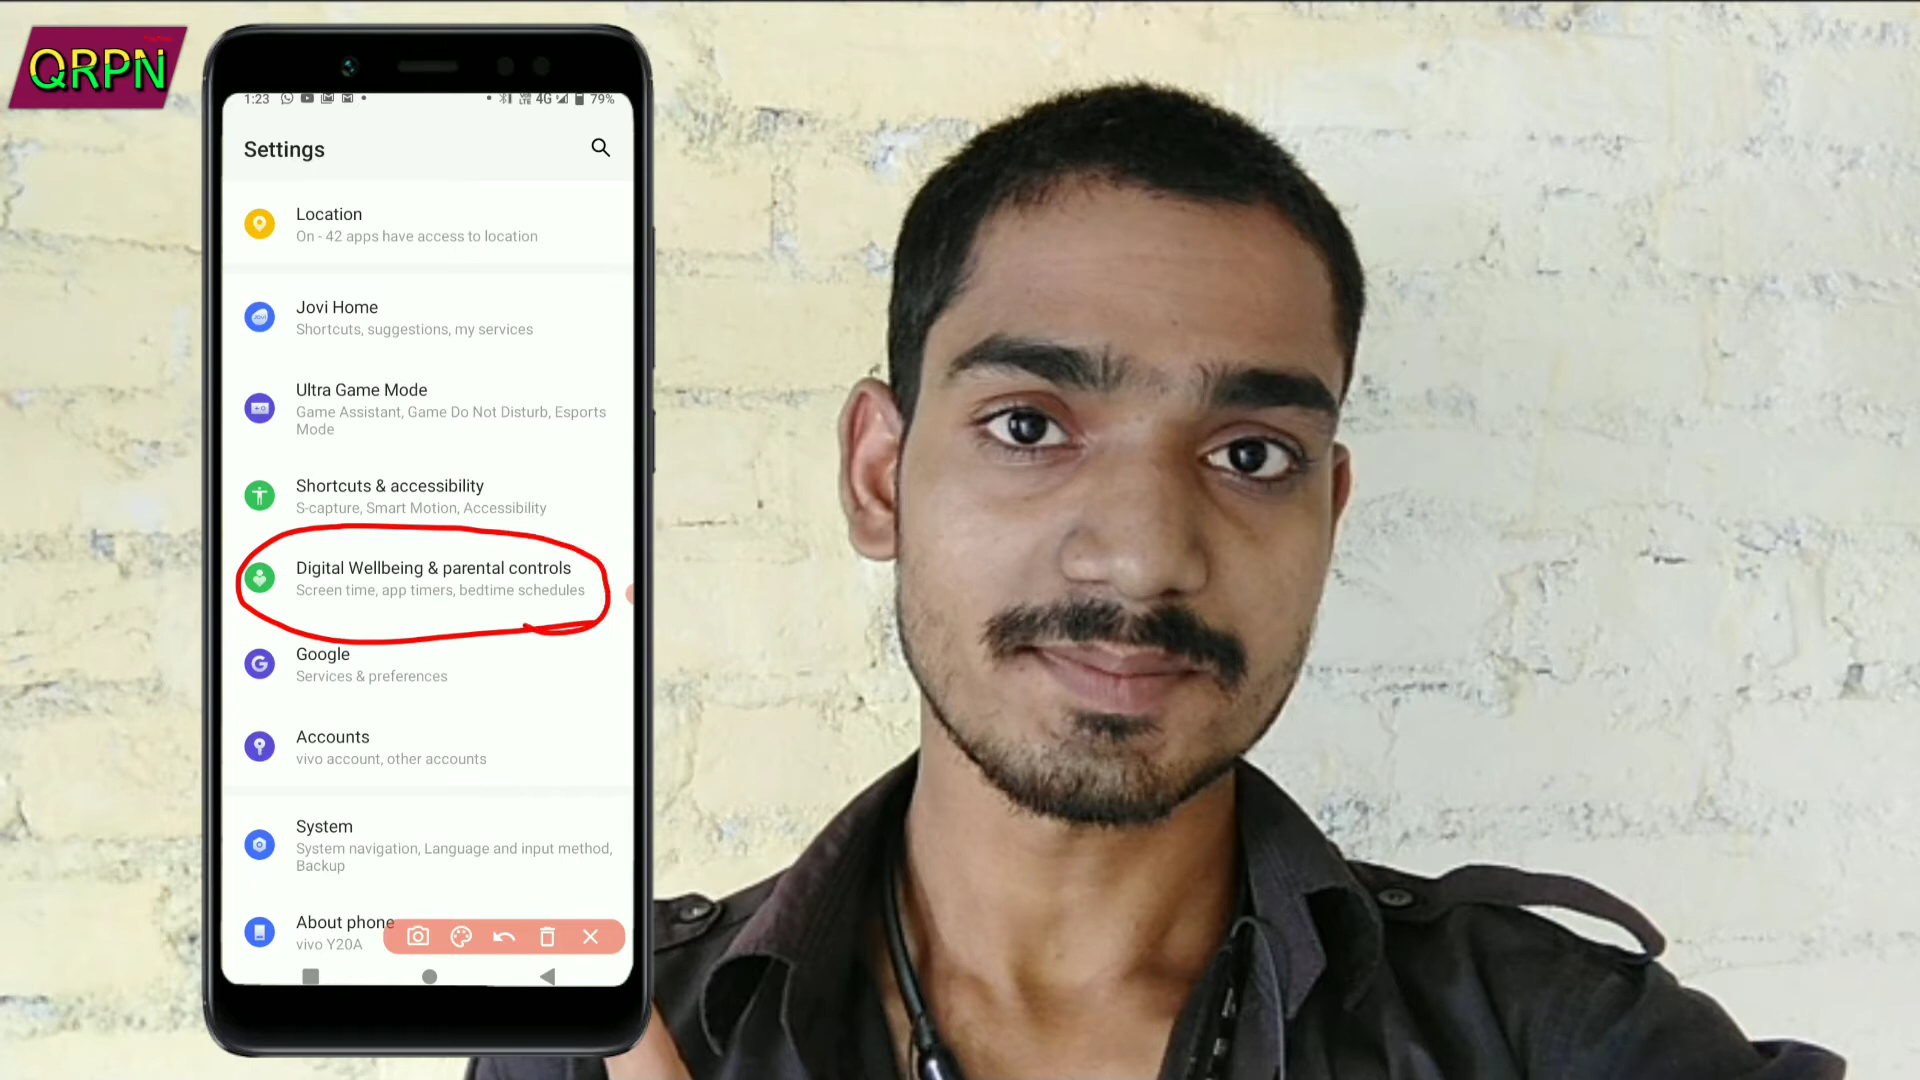 QRPN
1:23
4G
79%
Settings
Location
On - 42 apps have access to location
Jovi Home
Shortcuts, suggestions, my services
Ultra Game Mode
Game Assistant, Game Do Not Disturb, Esports
Mode
Shortcuts & accessibility
S-capture, Smart Motion, Accessibility
Digital Wellbeing & parental controls
Screen time, app timers, bedtime schedules
Google
Services & preferences
Accounts
vivo account, other accounts
System
System navigation, Language and input method,
Backup
About phone
vivo Y20A